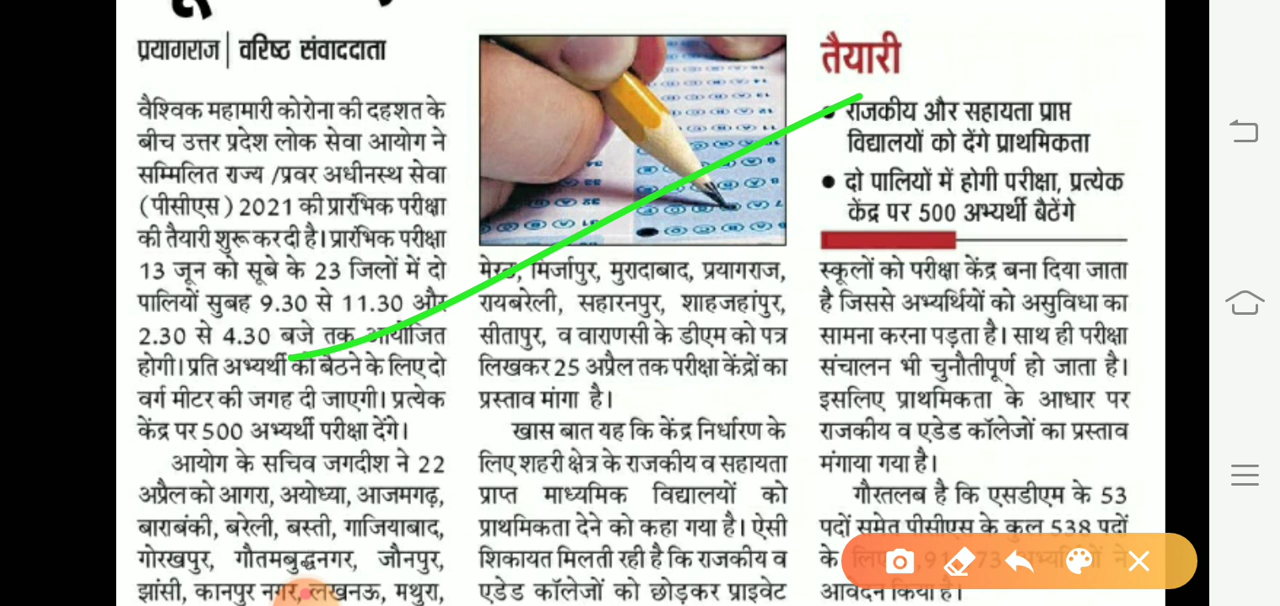 प्रयागराज | वरिष्ठ संवाददाता
वैश्विक महामारी कोरोना की दहशत के
बीच उत्तर प्रदेश लोक सेवा आयोग ने
सम्मिलित राज्य /प्रवर अधीनस्थ सेवा
(पीसीएस) 2021 की प्रारंभिक परीक्षा
की तैयारी शुरू कर दी है। प्रारंभिक परीक्षा
13 जून को सूबे के 23 जिलों में दो
पालियों सुबह 9.30 से 11.30 और
2.30 से 4.30 बजे तक आयोजित
होगी। प्रति अभ्यर्थी को बैठने के लिए दो
वर्ग मीटर की जगह दी जाएगी। प्रत्येक
केंद्र पर 500 अभ्यर्थी परीक्षा देंगे।
आयोग के सचिव जगदीश ने 22
अप्रैल को आगरा, अयोध्या, आजमगढ़,
बाराबंकी, बरेली, बस्ती, गाजियाबाद,
गोरखपुर, गौतमबुद्धनगर, जौनपुर,
झांसी, कानपुर नगर, लखनऊ, मथुरा,
मेरठ, मिर्जापुर, मुरादाबाद, प्रयागराज,
रायबरेली, सहारनपुर, शाहजहांपुर,
सीतापुर, व वाराणसी के डीएम को पत्र
लिखकर 25 अप्रैल तक परीक्षा केंद्रों का
प्रस्ताव मांगा है।
खास बात यह कि केंद्र निर्धारण के
लिए शहरी क्षेत्र के राजकीय व सहायता
प्राप्त माध्यमिक विद्यालयों को
प्राथमिकता देने को कहा गया है। ऐसी
शिकायत मिलती रही है कि राजकीय व
एडेड कॉलेजों को छोड़कर प्राइवेट
तैयारी
• राजकीय और सहायता प्राप्त
विद्यालयों को देंगे प्राथमिकता
• दो पालियों में होगी परीक्षा, प्रत्येक
केंद्र पर 500 अभ्यर्थी बैठेंगे
स्कूलों को परीक्षा केंद्र बना दिया जाता
है जिससे अभ्यर्थियों को असुविधा का
सामना करना पड़ता है। साथ ही परीक्षा
संचालन भी चुनौतीपूर्ण हो जाता है।
इसलिए प्राथमिकता के आधार पर
राजकीय व एडेड कॉलेजों का प्रस्ताव
मंगाया गया है।
गौरतलब है कि एसडीएम के 53
पदों समेत पीसीएस के कुल 538 पदों
के लिए अभ्यर्थियों ने
आवेदन किया है।